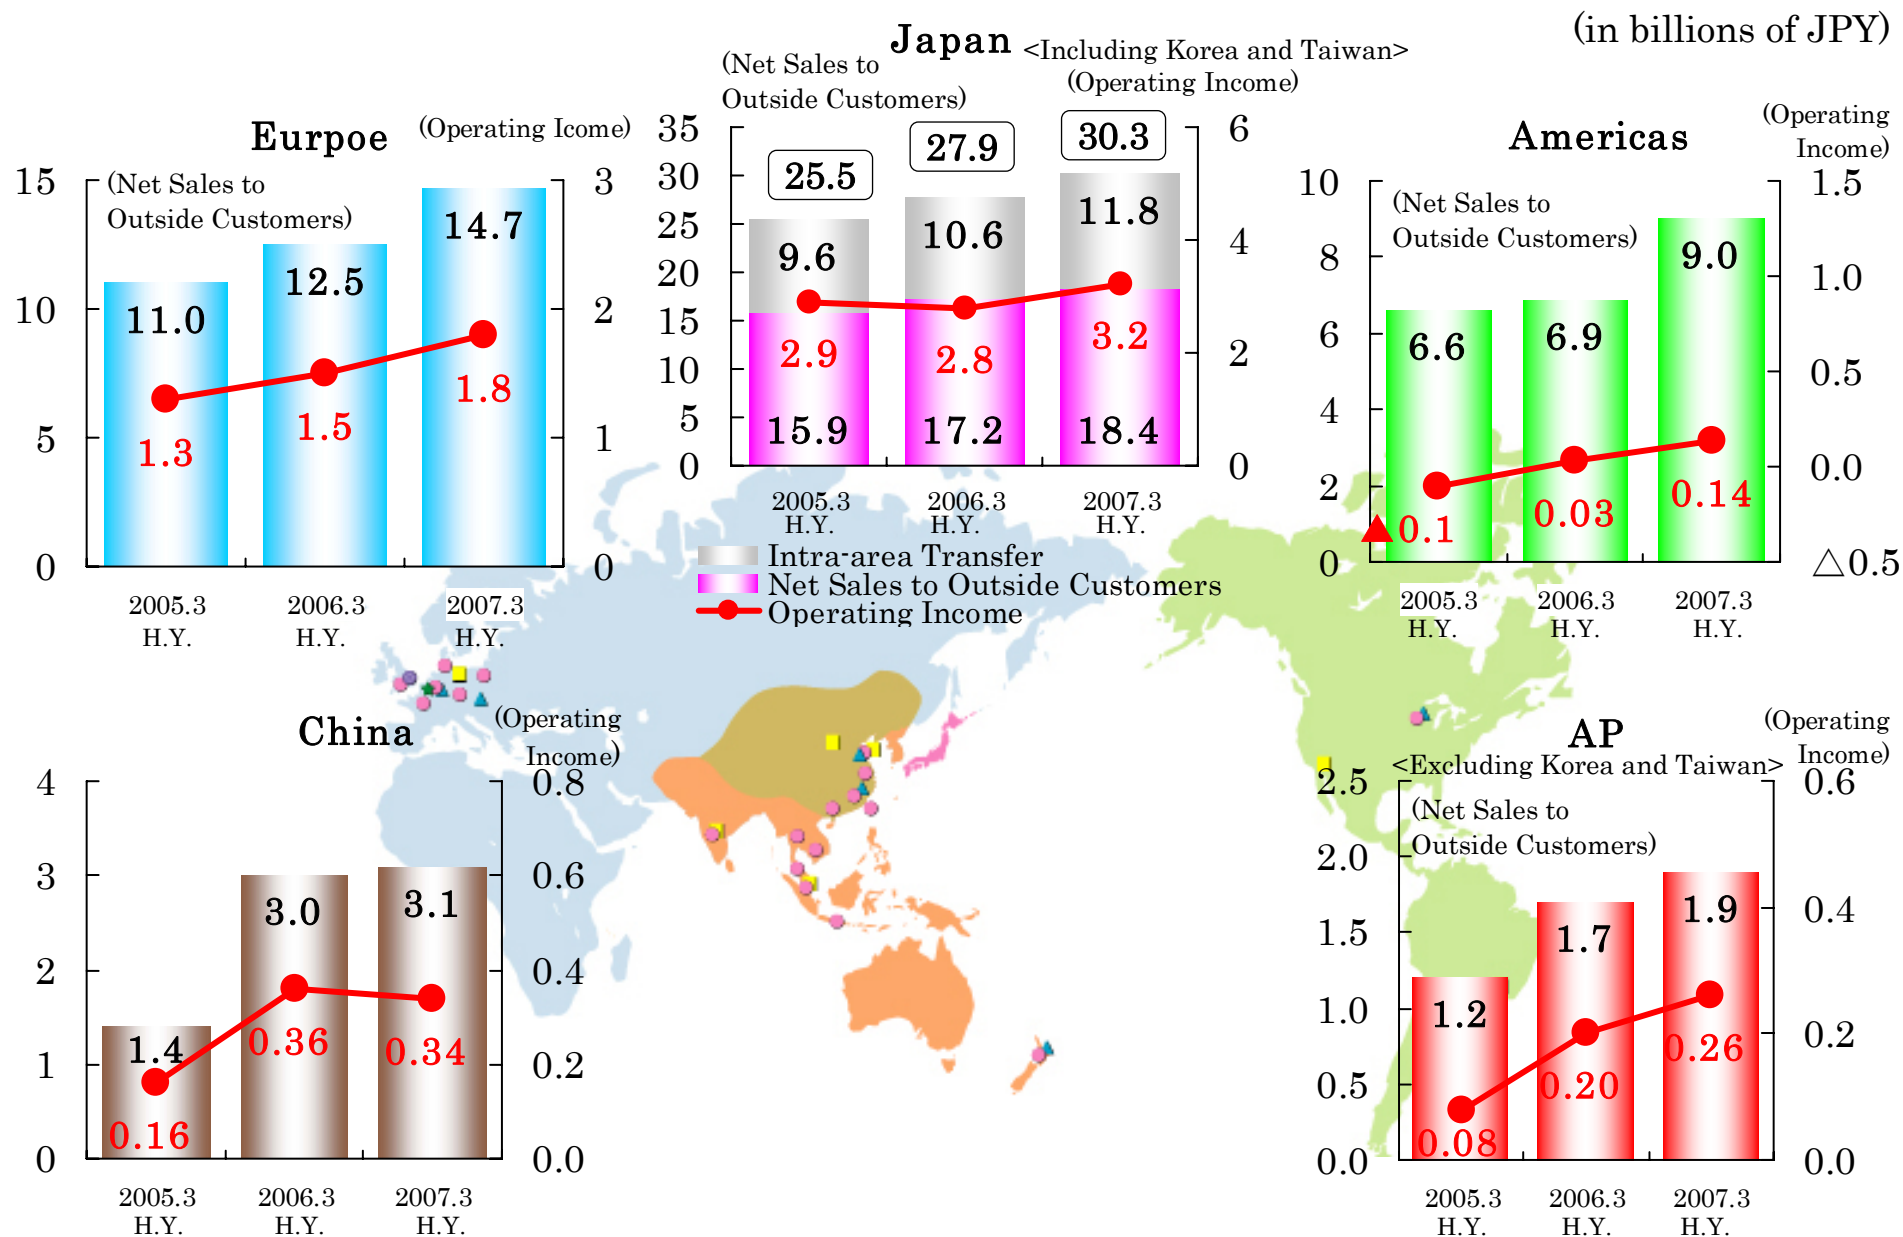 (in billions of JPY)
Japan <Including Korea and Taiwan>
(Net Sales to
Outside Customers)
(Operating Income)
35
30
25
20
15
10
5
0
6
4
2
0
25.5
27.9
30.3
9.6
10.6
11.8
2.9
2.8
3.2
15.9
17.2
18.4
2005.3
H.Y.
2006.3
H.Y.
2007.3
H.Y.
Intra-area Transfer
Net Sales to Outside Customers
Operating Income
Eurpoe
(Operating Icome)
(Net Sales to
Outside Customers)
15
10
5
0
3
2
1
0
11.0
12.5
14.7
1.3
1.5
1.8
2005.3
H.Y.
2006.3
H.Y.
2007.3
H.Y.
Americas
(Operating
Income)
(Net Sales to
Outside Customers)
10
8
6
4
2
0
1.5
1.0
0.5
0.0
△0.5
6.6
6.9
9.0
▲0.1
0.03
0.14
2005.3
H.Y.
2006.3
H.Y.
2007.3
H.Y.
China
(Operating
Income)
4
3
2
1
0
0.8
0.6
0.4
0.2
0.0
1.4
3.0
3.1
0.16
0.36
0.34
2005.3
H.Y.
2006.3
H.Y.
2007.3
H.Y.
AP
<Excluding Korea and Taiwan>
(Operating
Income)
(Net Sales to
Outside Customers)
2.5
2.0
1.5
1.0
0.5
0.0
0.6
0.4
0.2
0.0
1.2
1.7
1.9
0.08
0.20
0.26
2005.3
H.Y.
2006.3
H.Y.
2007.3
H.Y.